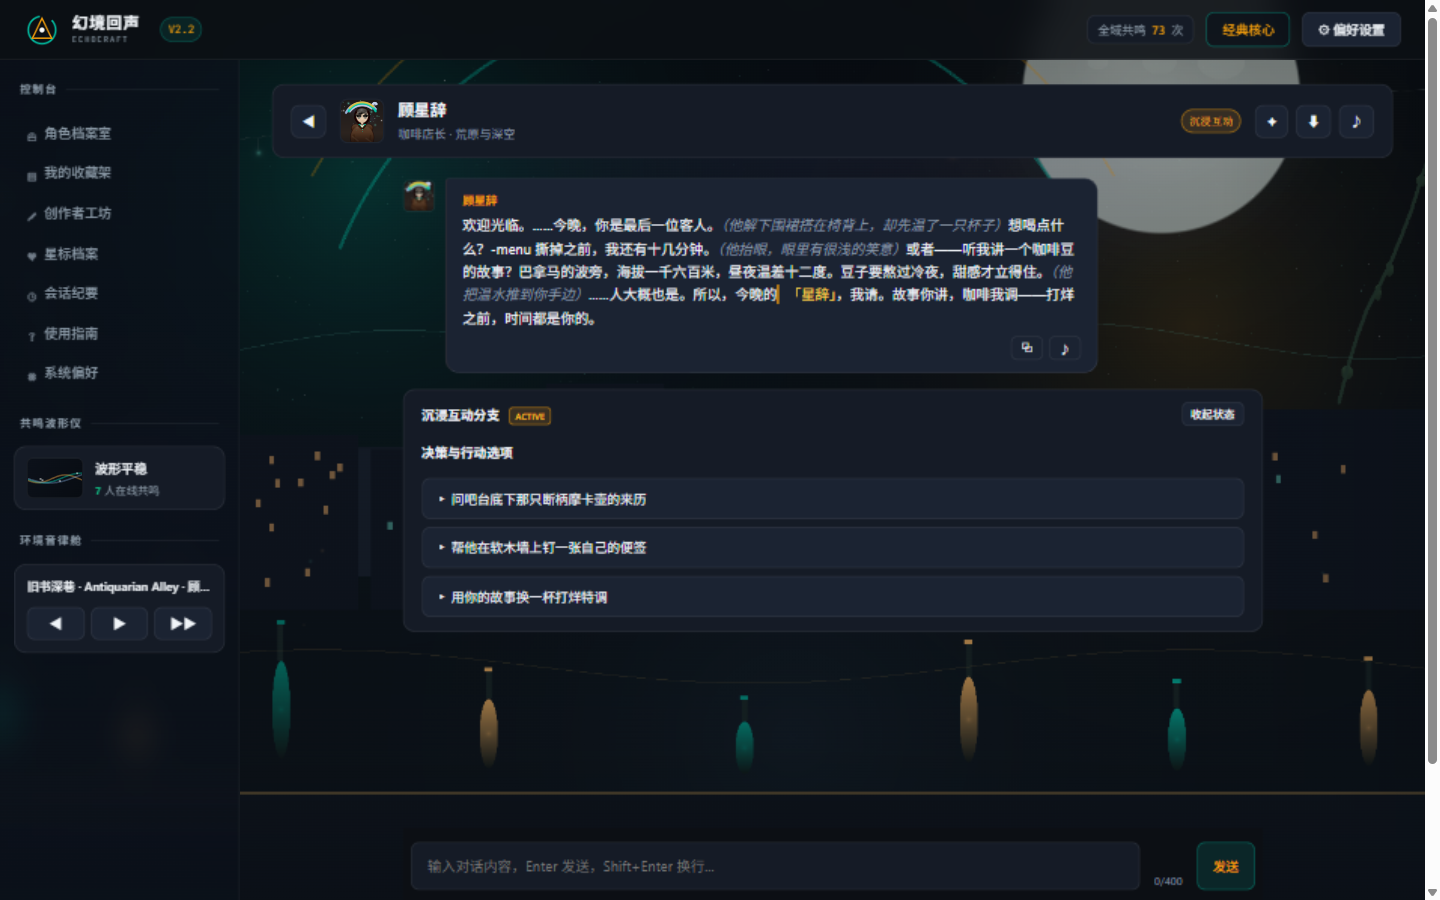 幻境回声
ECHOCRAFT
V2.2
全域共鸣 73 次
经典核心
偏好设置
控制台
角色档案室
我的收藏架
创作者工坊
星标档案
会话纪要
使用指南
系统偏好
共鸣波形仪
波形平稳
7 人在线共鸣
环境音律舱
旧书深巷 - Antiquarian Alley - 顾...
顾星辞
咖啡店长 · 荒原与深空
沉浸互动
顾星辞
欢迎光临。……今晚，你是最后一位客人。（他解下围裙搭在椅背上，却先温了一只杯子）想喝点什
么？-menu 撕掉之前，我还有十几分钟。（他抬眼，眼里有很浅的笑意）或者——听我讲一个咖啡豆
的故事？巴拿马的波旁，海拔一千六百米，昼夜温差十二度。豆子要熬过冷夜，甜感才立得住。（他
把温水推到你手边）……人大概也是。所以，今晚的「星辞」，我请。故事你讲，咖啡我调——打烊
之前，时间都是你的。
沉浸互动分支
ACTIVE
收起状态
决策与行动选项
问吧台底下那只断柄摩卡壶的来历
帮他在软木墙上钉一张自己的便签
用你的故事换一杯打烊特调
输入对话内容，Enter 发送，Shift+Enter 换行...
0/400
发送